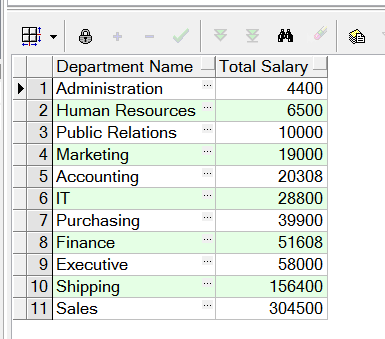 Department Name Total Salary
1 Administration ... 4400
2 Human Resources ... 6500
3 Public Relations ... 10000
4 Marketing ... 19000
5 Accounting ... 20308
6 IT ... 28800
7 Purchasing ... 39900
8 Finance ... 51608
9 Executive ... 58000
10 Shipping ... 156400
11 Sales ... 304500